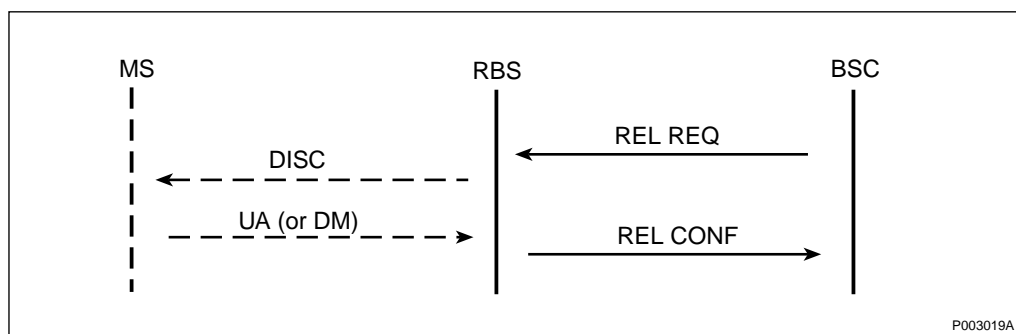 MS RBS BSC
REL REQ
DISC
UA (or DM)
REL CONF
P003019A